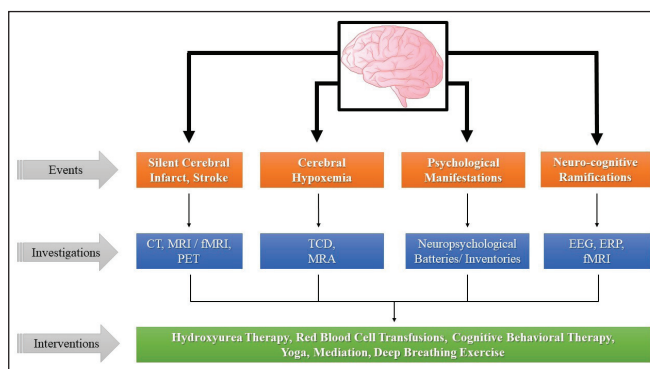 Events
Silent Cerebral
Infarct, Stroke
Cerebral
Hypoxemia
Psychological
Manifestations
Neuro-cognitive
Ramifications
Investigations
CT, MRI / fMRI,
PET
TCD,
MRA
Neuropsychological
Batteries/ Inventories
EEG, ERP,
fMRI
Interventions
Hydroxyurea Therapy, Red Blood Cell Transfusions, Cognitive Behavioral Therapy,
Yoga, Mediation, Deep Breathing Exercise